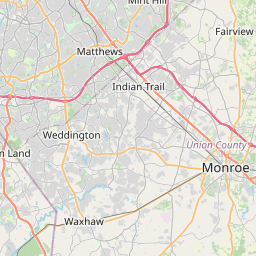 Mint Hill
Fairview
Matthews
Indian Trail
Weddington
Union County
n Land
Monroe
Waxhaw